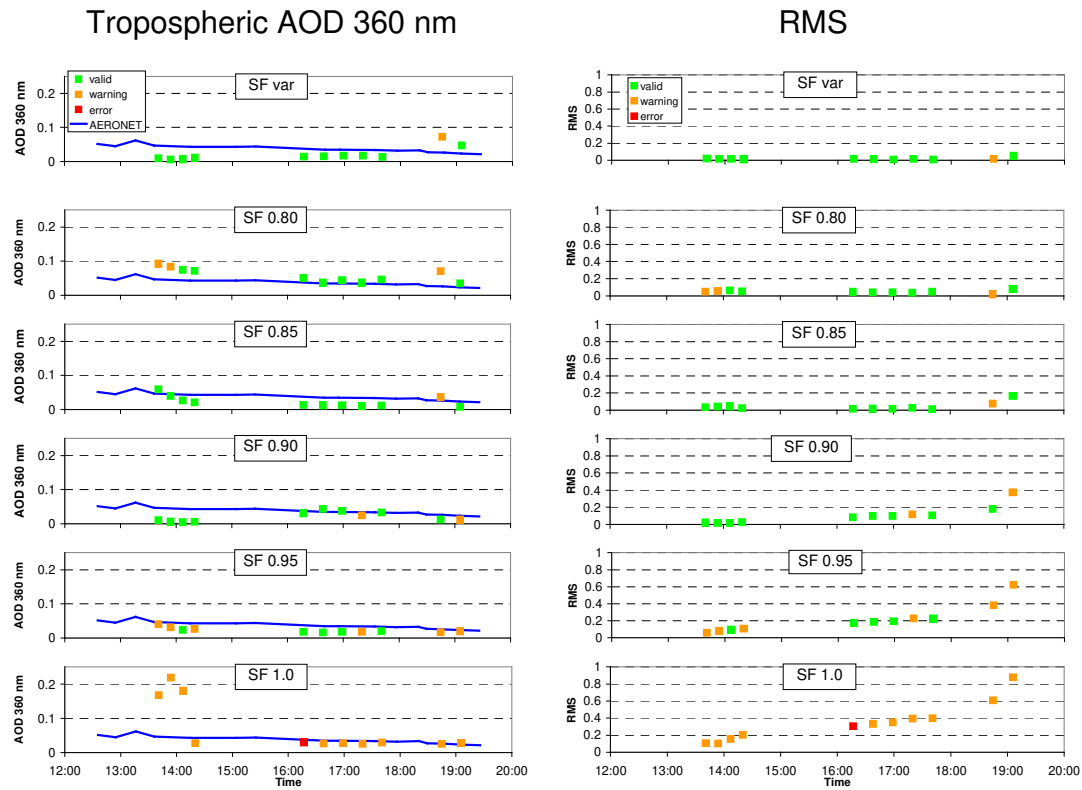 Tropospheric AOD 360 nm
RMS
AOD 360 nm
0.2
0.1
0
valid
warning
error
AERONET
SF var
RMS
1
0.8
0.6
0.4
0.2
0
valid
warning
error
SF var
AOD 360 nm
0.2
0.1
0
SF 0.80
RMS
1
0.8
0.6
0.4
0.2
0
SF 0.80
AOD 360 nm
0.2
0.1
0
SF 0.85
RMS
1
0.8
0.6
0.4
0.2
0
SF 0.85
AOD 360 nm
0.2
0.1
0
SF 0.90
RMS
1
0.8
0.6
0.4
0.2
0
SF 0.90
AOD 360 nm
0.2
0.1
0
SF 0.95
RMS
1
0.8
0.6
0.4
0.2
0
SF 0.95
AOD 360 nm
0.2
0.1
0
SF 1.0
12:00 13:00 14:00 15:00 16:00 17:00 18:00 19:00 20:00
Time
RMS
1
0.8
0.6
0.4
0.2
0
SF 1.0
12:00 13:00 14:00 15:00 16:00 17:00 18:00 19:00 20:00
Time